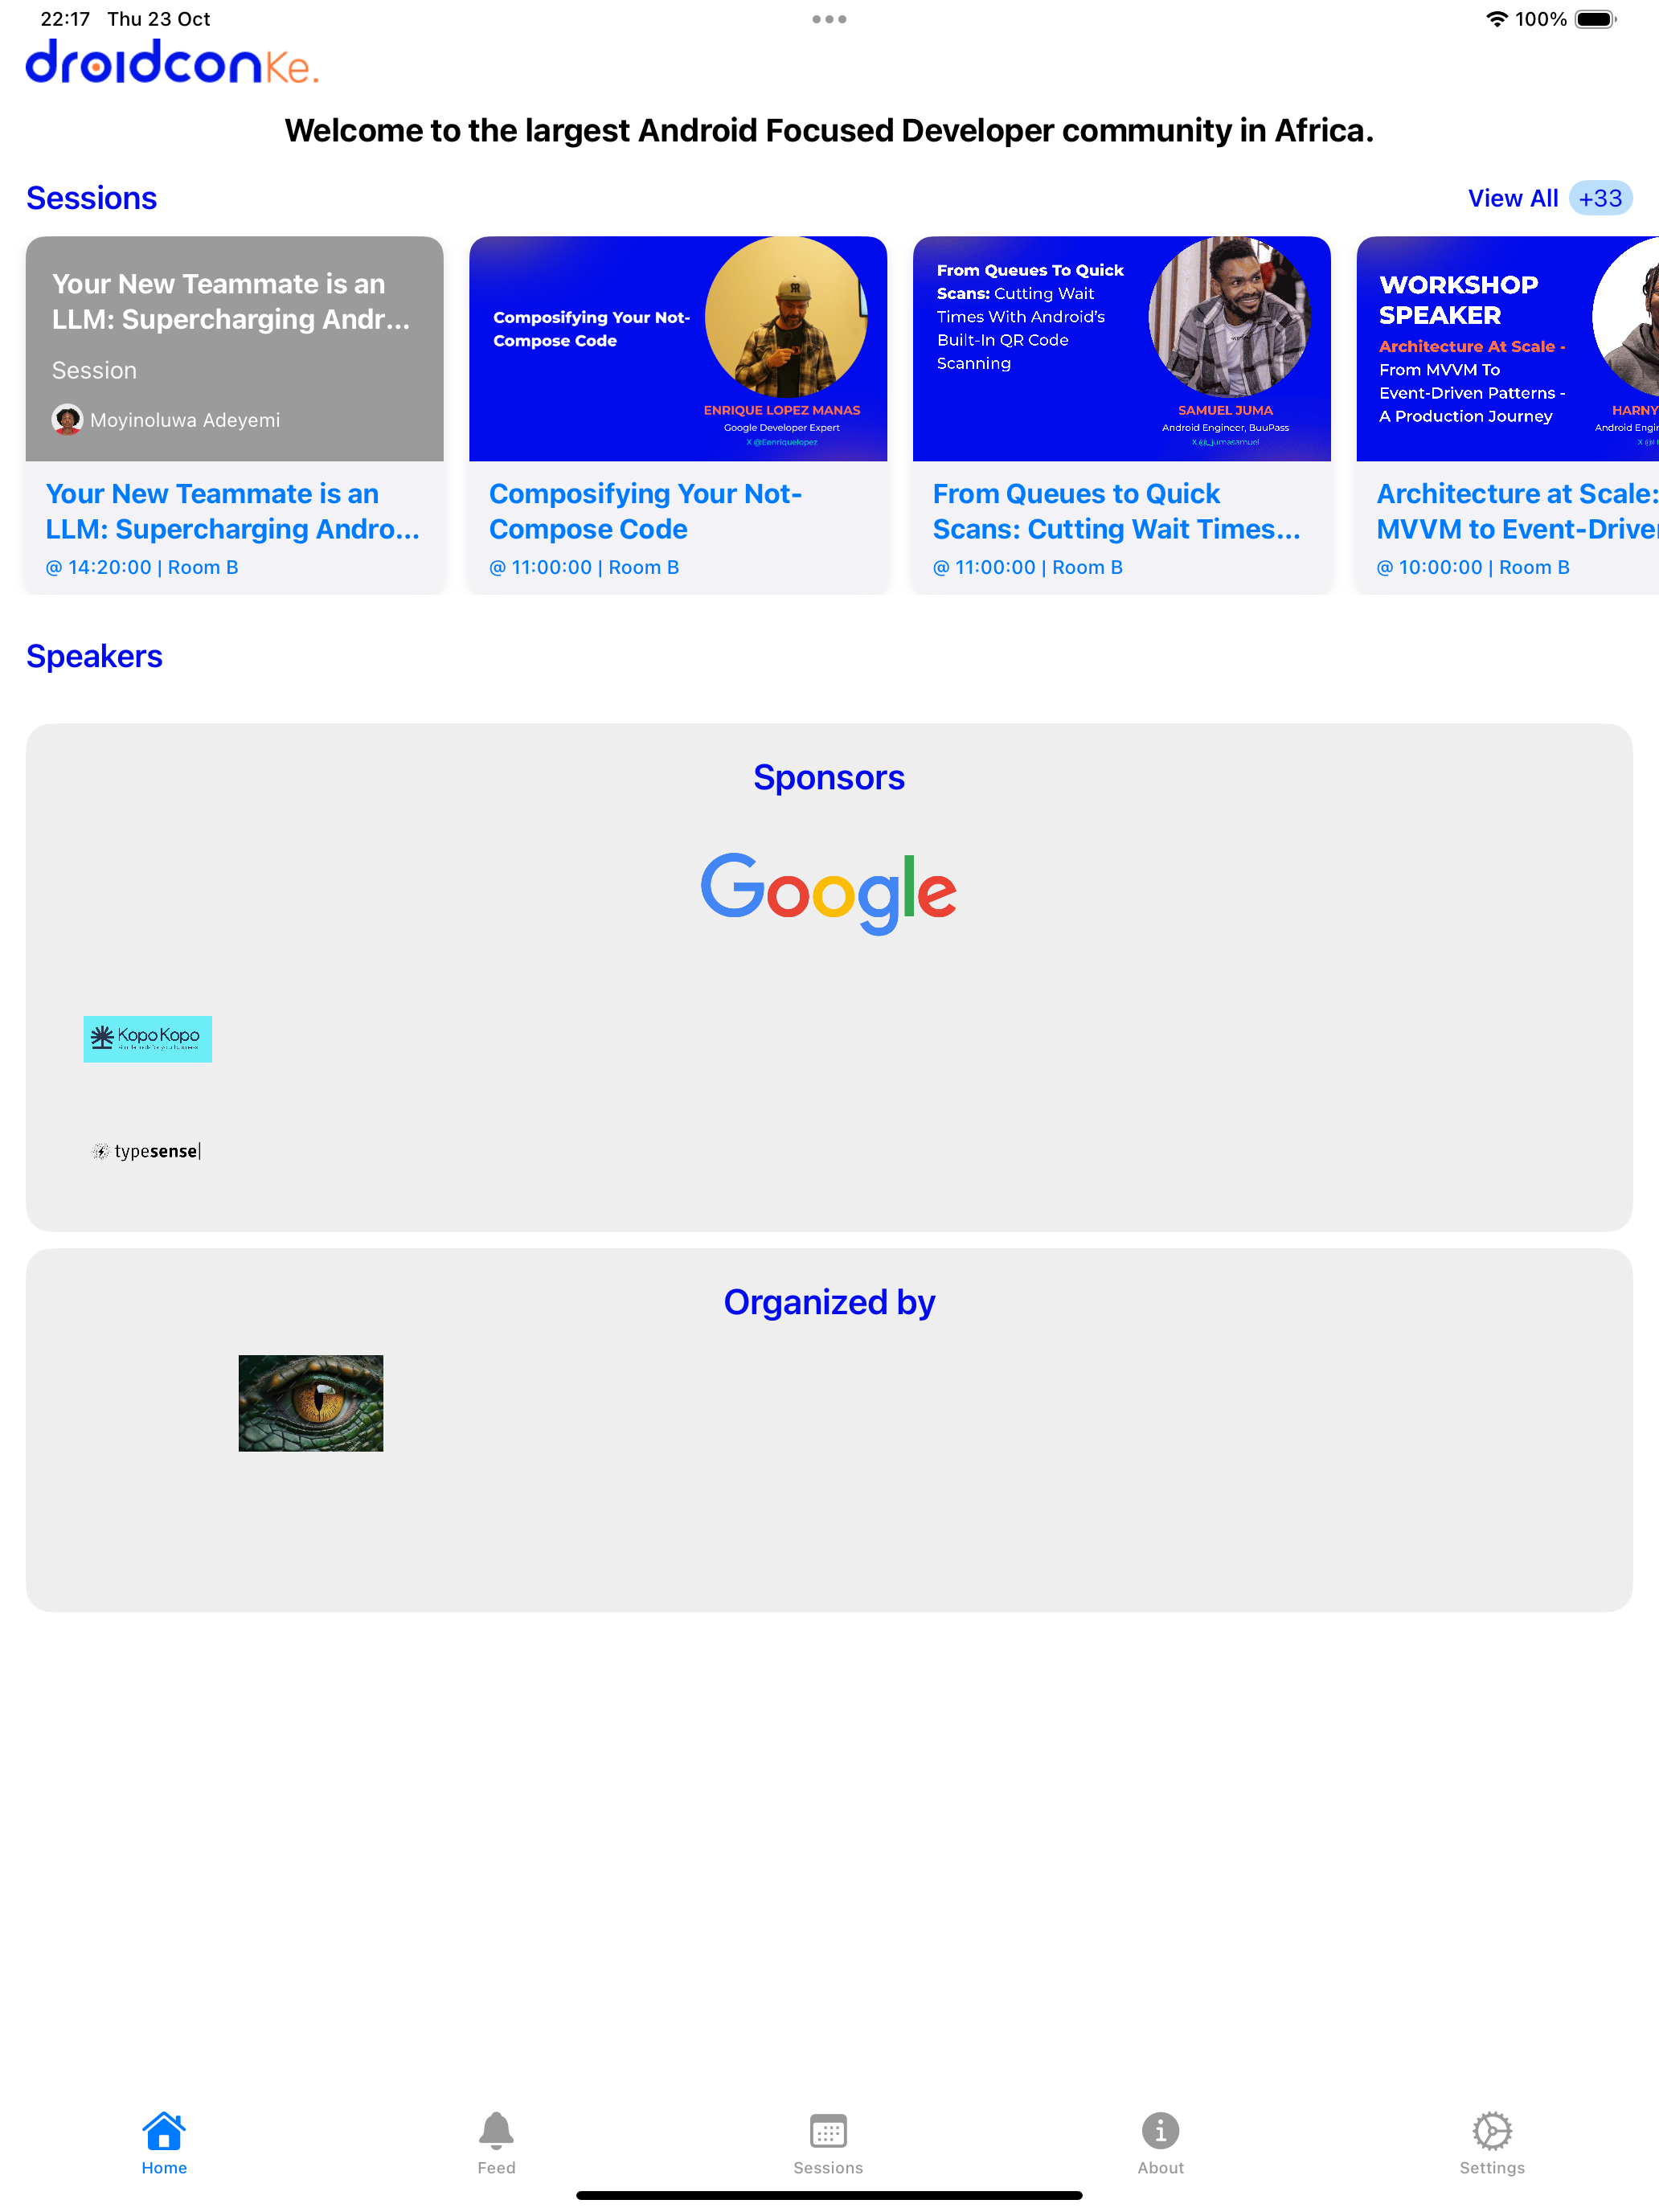 22:17 Thu 23 Oct
100%
droidconKe.
Welcome to the largest Android Focused Developer community in Africa.
Sessions
View All +33
Your New Teammate is an
LLM: Supercharging Andr...
Session
Moyinoluwa Adeyemi
Your New Teammate is an
LLM: Supercharging Andro...
@ 14:20:00 | Room B
Composifying Your Not-
Compose Code
ENRIQUE LOPEZ MANAS
Google Developer Expert
X @Eenriquelopez
Composifying Your Not-
Compose Code
@ 11:00:00 | Room B
From Queues To Quick
Scans: Cutting Wait
Times With Android's
Built-In QR Code
Scanning
SAMUEL JUMA
Android Engineer, BuuPass
From Queues to Quick
Scans: Cutting Wait Times...
@ 11:00:00 | Room B
WORKSHOP
SPEAKER
Architecture At Scale -
From MVVM To
Event-Driven Patterns -
A Production Journey
HARNY
Android Engin
Architecture at Scale:
MVVM to Event-Drive
@ 10:00:00 | Room B
Speakers
Sponsors
Google
Kopo Kopo
typesense|
Organized by
Home
Feed
Sessions
About
Settings